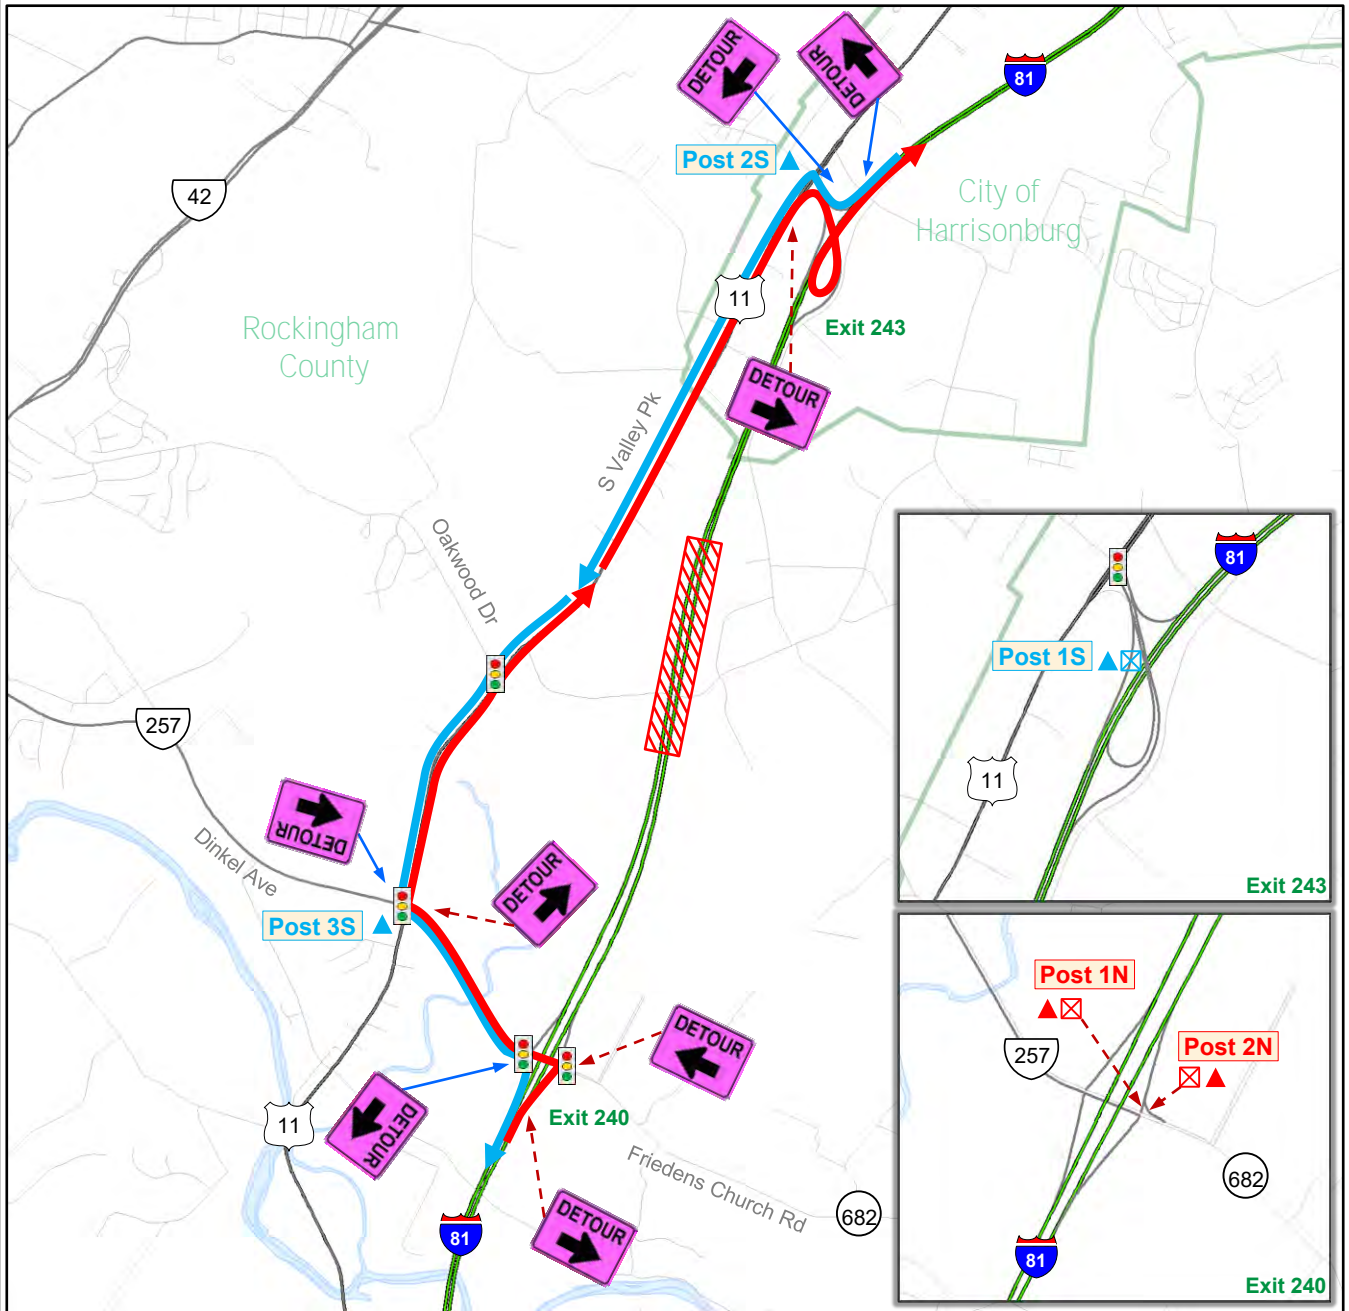 DETOUR
DETOUR
81
Post 2S
42
City of
Harrisonburg
11
Rockingham
County
Exit 243
DETOUR
S Valley Pk
Oakwood Dr
81
Post 1S
11
Exit 243
257
DETOUR
Dinkel Ave
DETOUR
Post 3S
Post 1N
257
Post 2N
682
81
Exit 240
DETOUR
DETOUR
11
Exit 240
Friedens Church Rd
682
DETOUR
81